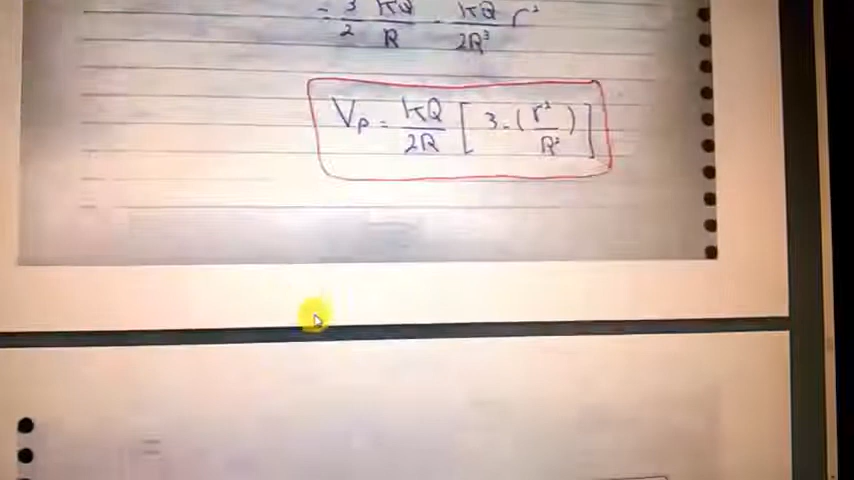 = 3/2 KQ/R - KQ/2R³ r²
V_P = KQ/2R [ 3 - ( r²/R² ) ]